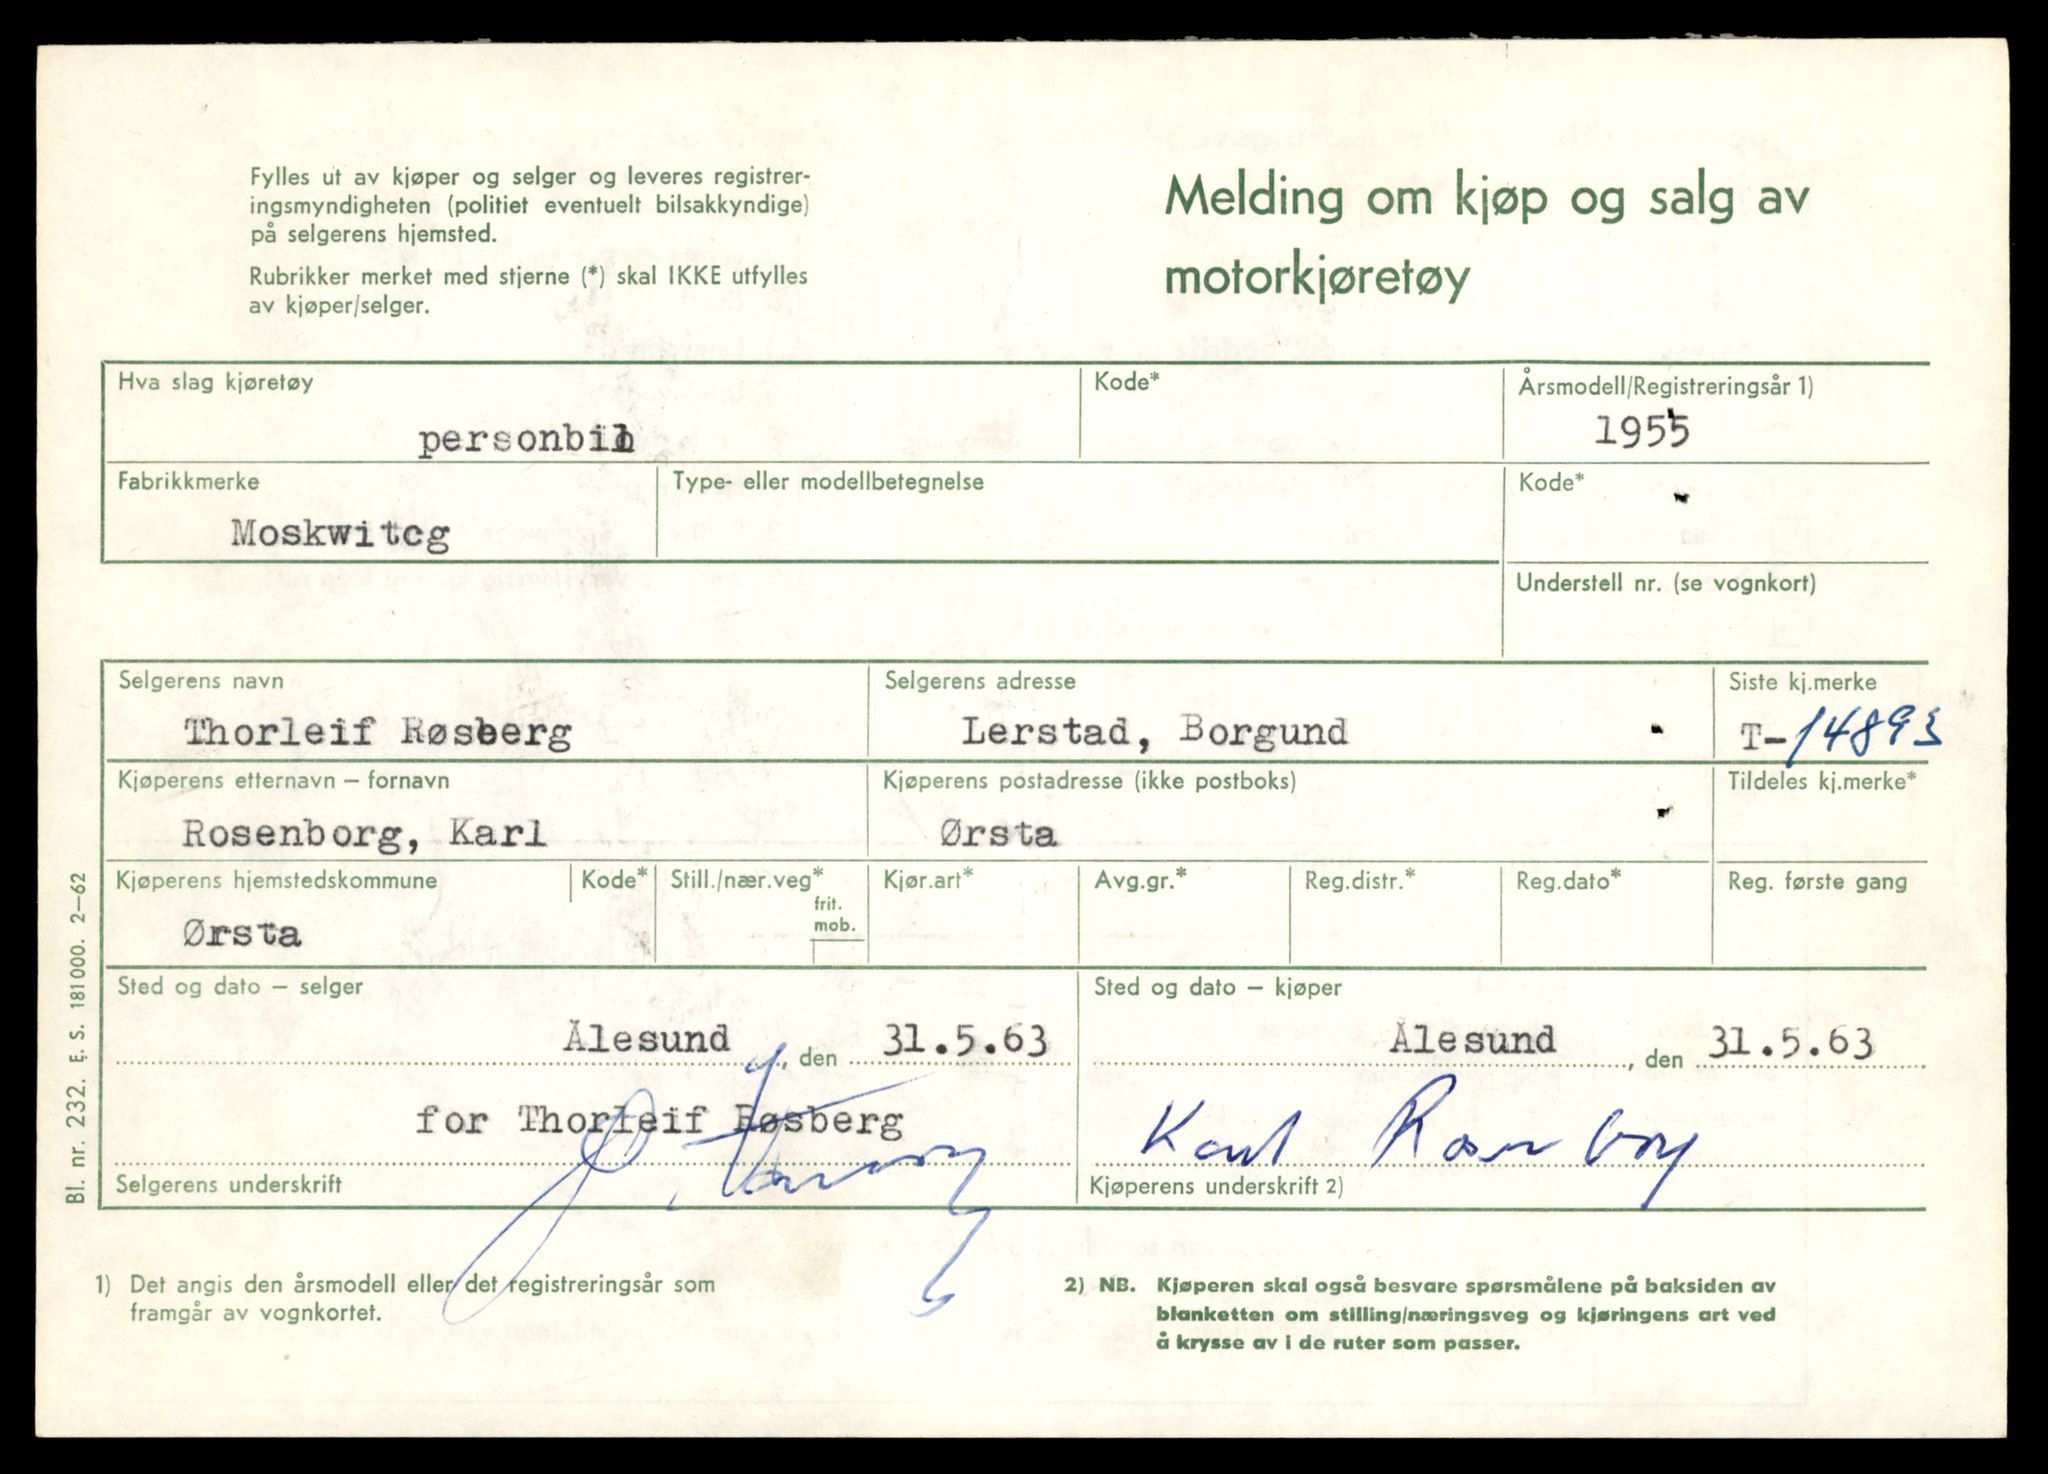 Fylles ut av kjøper og selger og leveres registrer-
ingsmyndigheten (politiet eventuelt bilsakkyndige)
på selgerens hjemsted.
Rubrikker merket med stjerne (*) skal IKKE utfylles
av kjøper/selger.
Melding om kjøp og salg av
motorkjøretøy
Hva slag kjøretøy
personbil
Kode*
Årsmodell/Registreringsår 1)
1955
Fabrikkmerke
Moskwitcg
Type- eller modellbetegnelse
Kode*
Understell nr. (se vognkort)
Selgerens navn
Thorleif Røsberg
Selgerens adresse
Lerstad, Borgund
Siste kj.merke
T-14893
Kjøperens etternavn – fornavn
Rosenborg, Karl
Kjøperens postadresse (ikke postboks)
Ørsta
Tildeles kj.merke*
Kjøperens hjemstedskommune
Ørsta
Kode*
Still./nær.veg*
frit.
mob.
Kjør.art*
Avg.gr.*
Reg.distr.*
Reg.dato*
Reg. første gang
Sted og dato – selger
Ålesund, den 31.5.63
for Thorleif Røsberg
Selgerens underskrift
Sted og dato – kjøper
Ålesund, den 31.5.63
Karl Rosenborg
Kjøperens underskrift 2)
1) Det angis den årsmodell eller det registreringsår som
framgår av vognkortet.
2) NB. Kjøperen skal også besvare spørsmålene på baksiden av
blanketten om stilling/næringsveg og kjøringens art ved
å krysse av i de ruter som passer.
Bl. nr. 232. E. S. 181000. 2–62